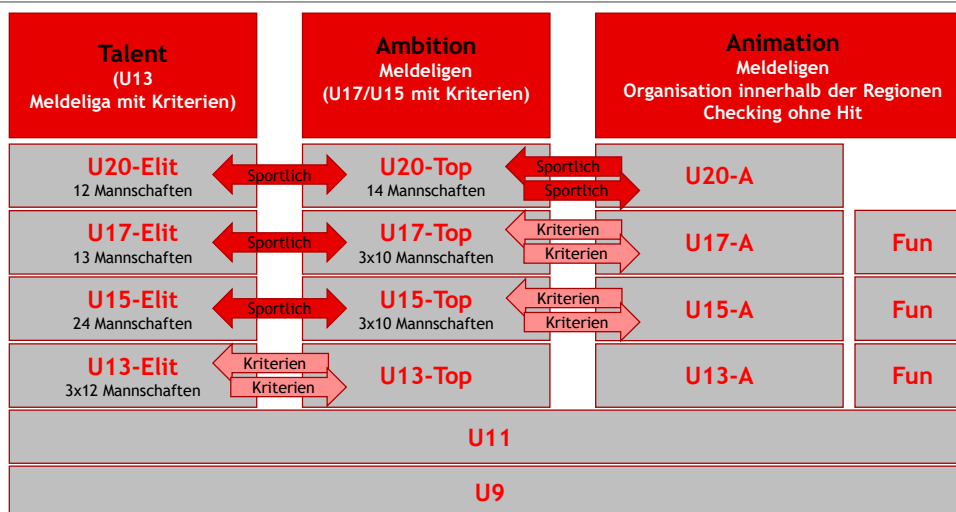 Talent
(U13
Meldeliga mit Kriterien)
Ambition
Meldeligen
(U17/U15 mit Kriterien)
Animation
Meldeligen
Organisation innerhalb der Regionen
Checking ohne Hit
U20-Elit
12 Mannschaften
Sportlich
U20-Top
14 Mannschaften
Sportlich
Sportlich
U20-A
U17-Elit
13 Mannschaften
Sportlich
U17-Top
3x10 Mannschaften
Kriterien
Kriterien
U17-A
Fun
U15-Elit
24 Mannschaften
Sportlich
U15-Top
3x10 Mannschaften
Kriterien
Kriterien
U15-A
Fun
U13-Elit
3x12 Mannschaften
Kriterien
Kriterien
U13-Top
U13-A
Fun
U11
U9